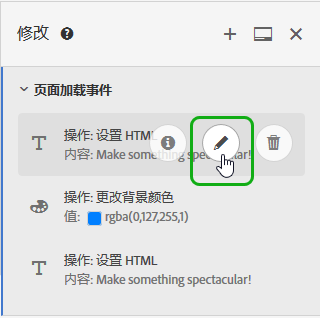 修改
页面加载事件
操作: 设置 HTML
内容: Make something spectacular!
操作: 更改背景颜色
值: rgba(0,127,255,1)
操作: 设置 HTML
内容: Make something spectacular!